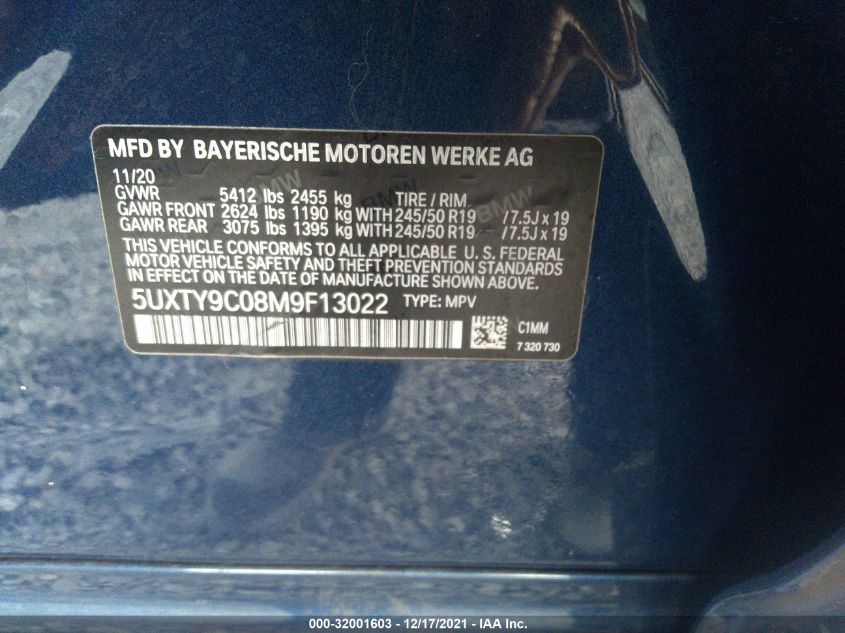 MFD BY BAYERISCHE MOTOREN WERKE AG
11/20
GVWR 5412 lbs 2455 kg TIRE / RIM
GAWR FRONT 2624 lbs 1190 kg WITH 245/50 R19 / 7.5J x 19
GAWR REAR 3075 lbs 1395 kg WITH 245/50 R19 / 7.5J x 19
THIS VEHICLE CONFORMS TO ALL APPLICABLE U. S. FEDERAL
MOTOR VEHICLE SAFETY AND THEFT PREVENTION STANDARDS
IN EFFECT ON THE DATE OF MANUFACTURE SHOWN ABOVE.
5UXTY9C08M9F13022 TYPE: MPV
C1MM
7 320 730
BMW
BMW
000-32001603 - 12/17/2021 - IAA Inc.